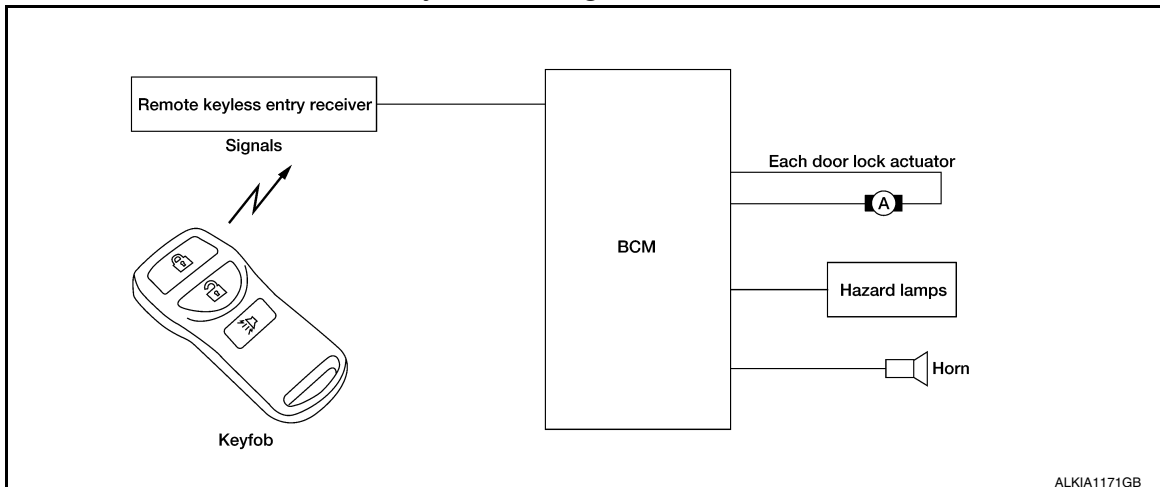 Remote keyless entry receiver
Signals
Keyfob
BCM
Each door lock actuator
A
Hazard lamps
Horn
ALKIA1171GB